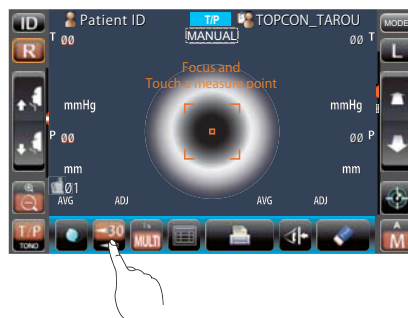 ID Patient ID T/P TOPCON_TAROU MODE
R T 00 MANUAL 00 T L
Focus and
Touch a measure point
mmHg mmHg
P 00 00 P
mm mm
01
AVG ADJ AVG ADJ
T/P TONO 30 MULTI A M